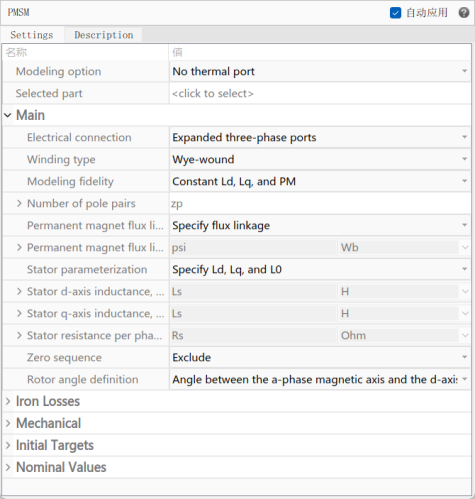 PMSM 自动应用
Settings Description
名称 值
Modeling option No thermal port
Selected part <click to select>
Main
Electrical connection Expanded three-phase ports
Winding type Wye-wound
Modeling fidelity Constant Ld, Lq, and PM
Number of pole pairs zp
Permanent magnet flux li... Specify flux linkage
Permanent magnet flux li... psi Wb
Stator parameterization Specify Ld, Lq, and L0
Stator d-axis inductance, ... Ls H
Stator q-axis inductance, ... Ls H
Stator resistance per pha... Rs Ohm
Zero sequence Exclude
Rotor angle definition Angle between the a-phase magnetic axis and the d-axis
Iron Losses
Mechanical
Initial Targets
Nominal Values